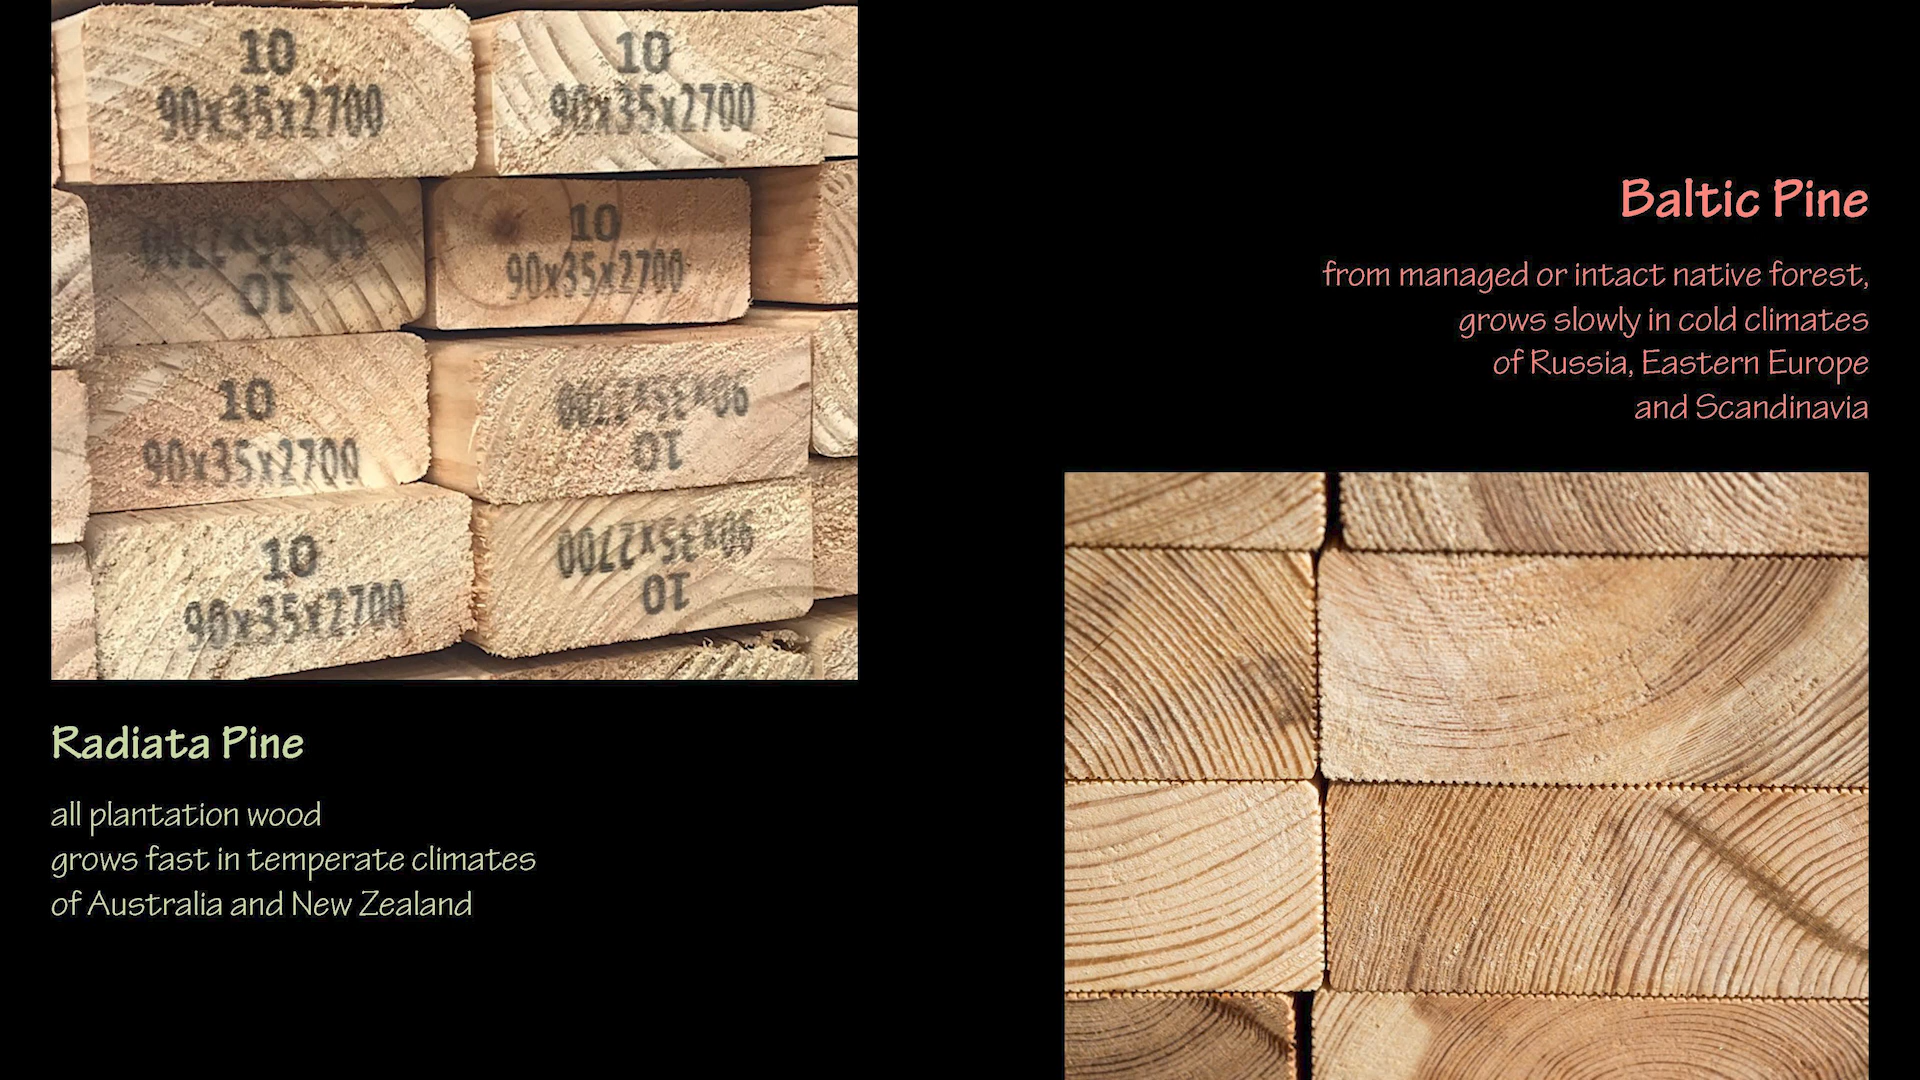 10
90x35x2700
10
90x35x2700
90x35x2700
10
10
90x35x2700
10
90x35x2700
90x35x2700
10
10
90x35x2700
90x35x2700
10
Radiata Pine
all plantation wood
grows fast in temperate climates
of Australia and New Zealand
Baltic Pine
from managed or intact native forest,
grows slowly in cold climates
of Russia, Eastern Europe
and Scandinavia